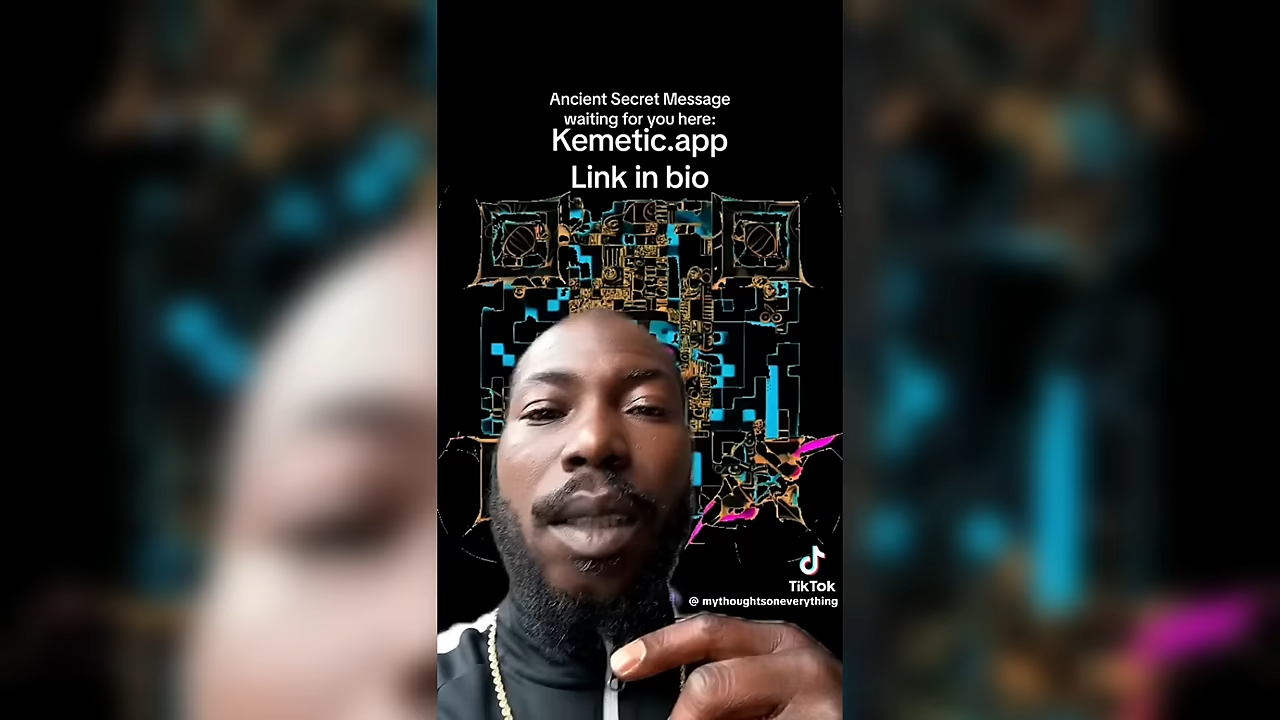 Ancient Secret Message
waiting for you here:
Kemetic.app
Link in bio
TikTok
@ mythoughtsoneverything